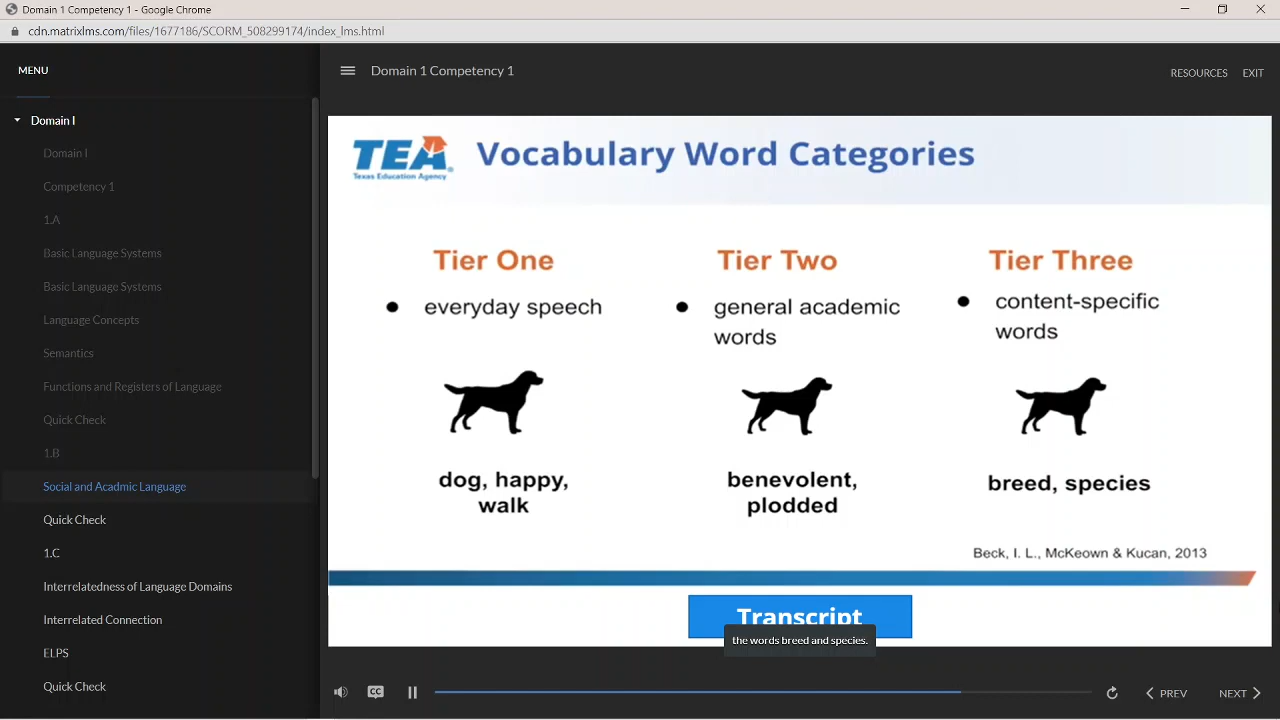 Domain 1 Competency 1 - Google Chrome
cdn.matrixlms.com/files/1677186/SCORM_508299174/index_lms.html
MENU
Domain I
Domain I
Competency 1
1.A
Basic Language Systems
Basic Language Systems
Language Concepts
Semantics
Functions and Registers of Language
Quick Check
1.B
Social and Acadmic Language
Quick Check
1.C
Interrelatedness of Language Domains
Interrelated Connection
ELPS
Quick Check
Domain 1 Competency 1
RESOURCES EXIT
TEA
Texas Education Agency
Vocabulary Word Categories
Tier One
everyday speech
dog, happy,
walk
Tier Two
general academic
words
benevolent,
plodded
Tier Three
content-specific
words
breed, species
Beck, I. L., McKeown & Kucan, 2013
Transcript
the words breed and species.
CC
PREV NEXT